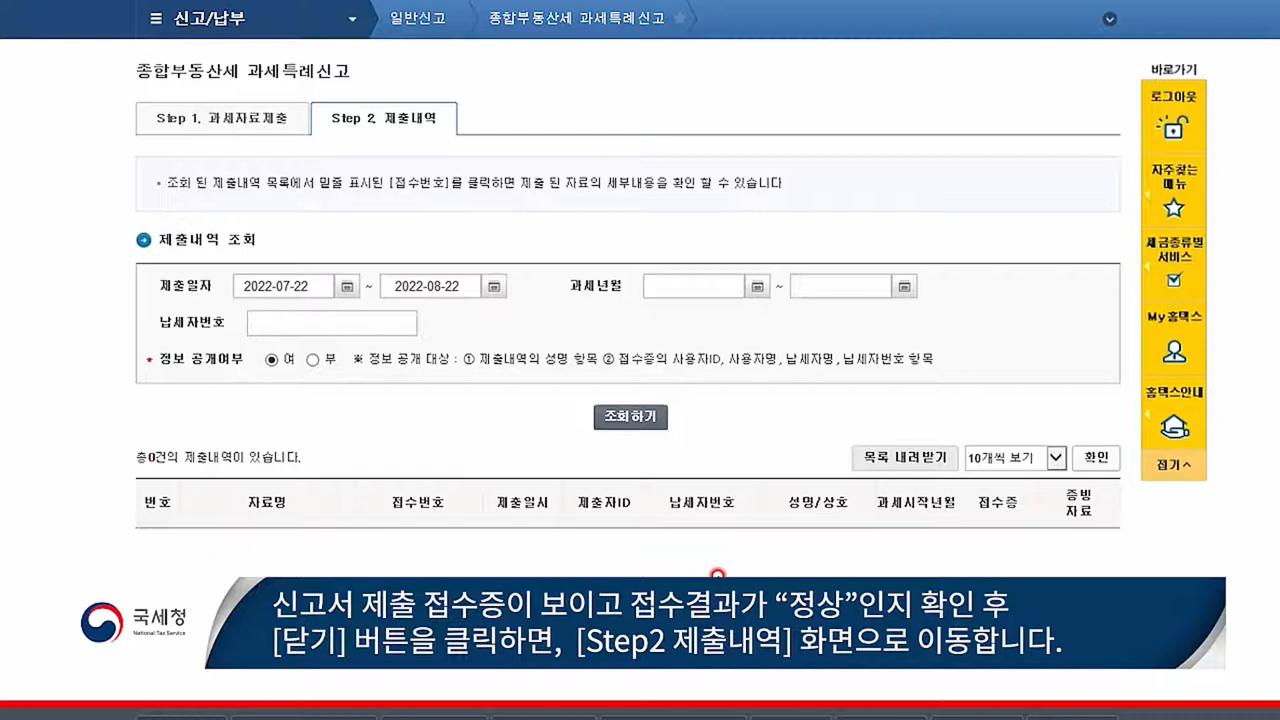 신고/납부
일반신고
종합부동산세 과세특례신고
종합부동산세 과세특례신고
Step 1. 과세자료제출
Step 2. 제출내역
• 조회 된 제출내역 목록에서 밑줄 표시된 [접수번호]를 클릭하면 제출 된 자료의 세부내용을 확인 할 수 있습니다
제출내역 조회
제출일자 2022-07-22 ~ 2022-08-22 과세년월 ~
납세자번호
* 정보 공개여부 여 부 ※ 정보 공개 대상 : ① 제출내역의 성명 항목 ② 접수증의 사용자ID, 사용자명, 납세자명, 납세자번호 항목
조회하기
총0건의 제출내역이 있습니다.
목록 내려받기 10개씩 보기 확인
번호 자료명 접수번호 제출일시 제출자ID 납세자번호 성명/상호 과세시작년월 접수증 증빙
자료
바로가기
로그아웃
자주찾는
메뉴
세금종류별
서비스
My 홈택스
홈택스안내
접기 ^
국세청
National Tax Service
신고서 제출 접수증이 보이고 접수결과가 “정상”인지 확인 후
[닫기] 버튼을 클릭하면, [Step2 제출내역] 화면으로 이동합니다.